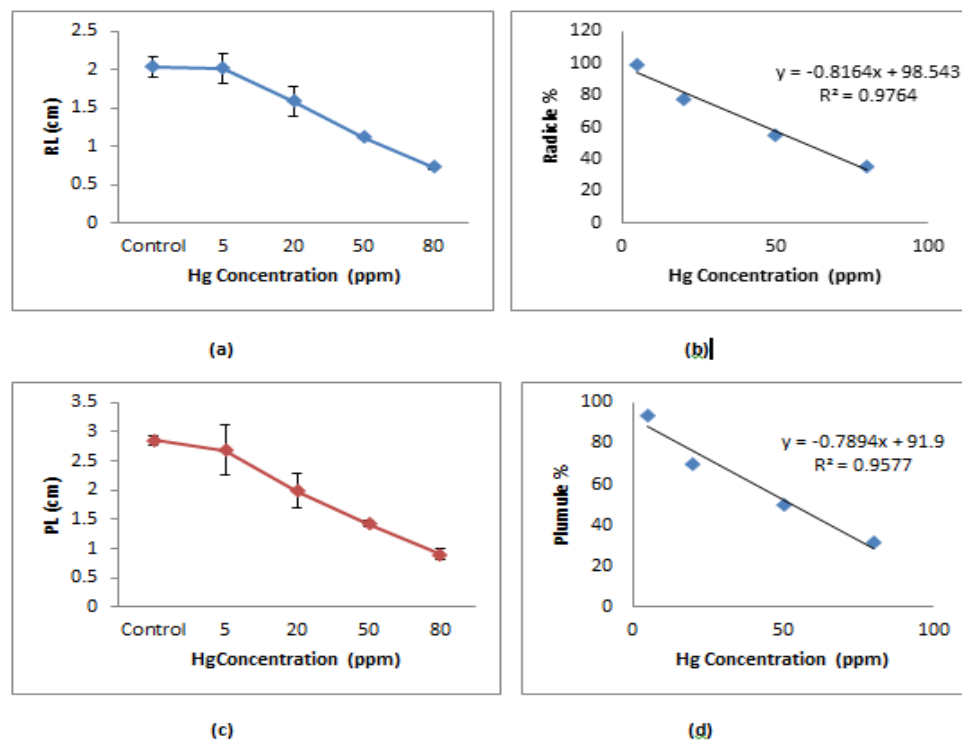 2.5
2
1.5
1
0.5
0
RL (cm)
Control 5 20 50 80
Hg Concentration (ppm)
(a)
120
100
80
60
40
20
0
Radicle %
y = -0.8164x + 98.543
R² = 0.9764
0 50 100
Hg Concentration (ppm)
(b)
3.5
3
2.5
2
1.5
1
0.5
0
PL (cm)
Control 5 20 50 80
HgConcentration (ppm)
(c)
100
80
60
40
20
0
Plumule %
y = -0.7894x + 91.9
R² = 0.9577
0 50 100
Hg Concentration (ppm)
(d)